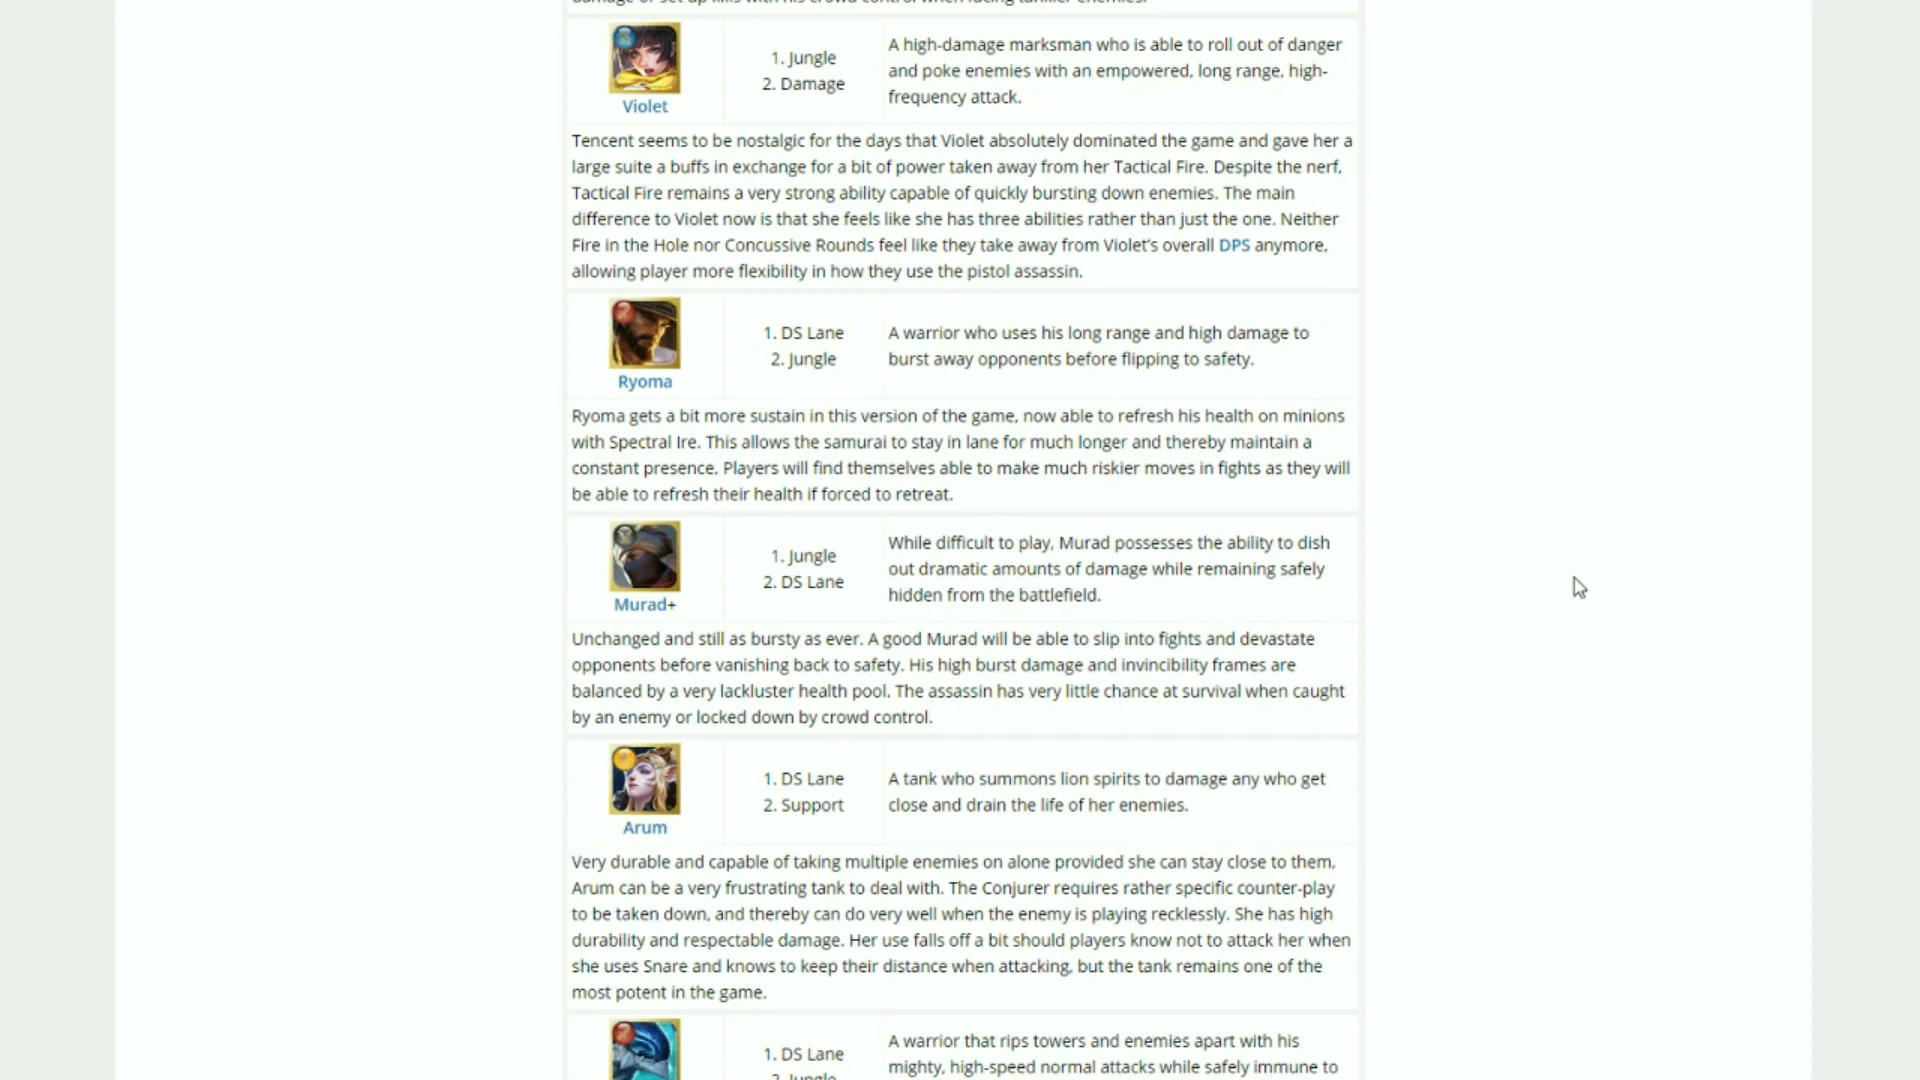 damage or set up kills with his crowd control when facing tankier enemies.
Violet
1. Jungle
2. Damage
A high-damage marksman who is able to roll out of danger
and poke enemies with an empowered, long range, high-
frequency attack.
Tencent seems to be nostalgic for the days that Violet absolutely dominated the game and gave her a
large suite a buffs in exchange for a bit of power taken away from her Tactical Fire. Despite the nerf,
Tactical Fire remains a very strong ability capable of quickly bursting down enemies. The main
difference to Violet now is that she feels like she has three abilities rather than just the one. Neither
Fire in the Hole nor Concussive Rounds feel like they take away from Violet's overall DPS anymore,
allowing player more flexibility in how they use the pistol assassin.
Ryoma
1. DS Lane
2. Jungle
A warrior who uses his long range and high damage to
burst away opponents before flipping to safety.
Ryoma gets a bit more sustain in this version of the game, now able to refresh his health on minions
with Spectral Ire. This allows the samurai to stay in lane for much longer and thereby maintain a
constant presence. Players will find themselves able to make much riskier moves in fights as they will
be able to refresh their health if forced to retreat.
Murad+
1. Jungle
2. DS Lane
While difficult to play, Murad possesses the ability to dish
out dramatic amounts of damage while remaining safely
hidden from the battlefield.
Unchanged and still as bursty as ever. A good Murad will be able to slip into fights and devastate
opponents before vanishing back to safety. His high burst damage and invincibility frames are
balanced by a very lackluster health pool. The assassin has very little chance at survival when caught
by an enemy or locked down by crowd control.
Arum
1. DS Lane
2. Support
A tank who summons lion spirits to damage any who get
close and drain the life of her enemies.
Very durable and capable of taking multiple enemies on alone provided she can stay close to them,
Arum can be a very frustrating tank to deal with. The Conjurer requires rather specific counter-play
to be taken down, and thereby can do very well when the enemy is playing recklessly. She has high
durability and respectable damage. Her use falls off a bit should players know not to attack her when
she uses Snare and knows to keep their distance when attacking, but the tank remains one of the
most potent in the game.
1. DS Lane
2. Jungle
A warrior that rips towers and enemies apart with his
mighty, high-speed normal attacks while safely immune to